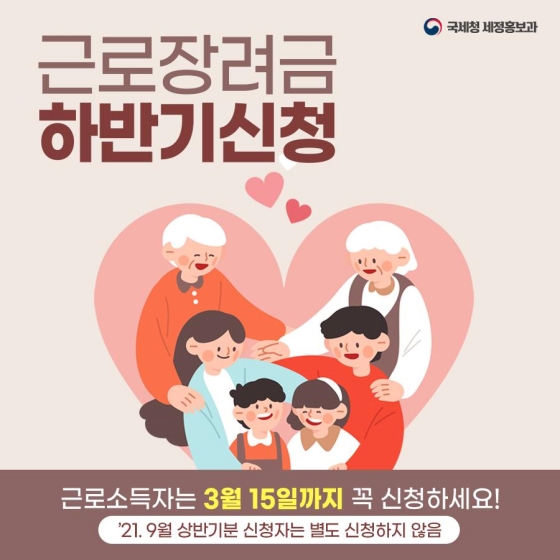 국세청 세정홍보과
근로장려금
하반기신청
근로소득자는 3월 15일까지 꼭 신청하세요!
'21. 9월 상반기분 신청자는 별도 신청하지 않음